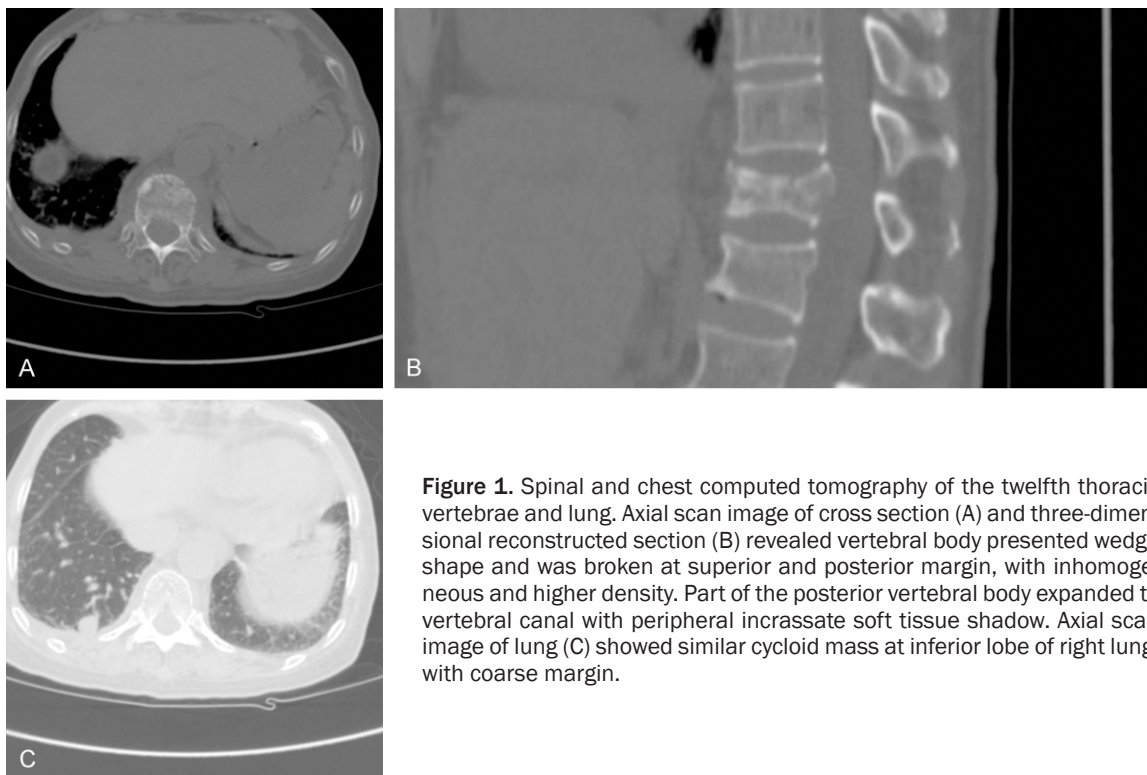 A
B
C
Figure 1. Spinal and chest computed tomography of the twelfth thoraci
vertebrae and lung. Axial scan image of cross section (A) and three-dimen
sional reconstructed section (B) revealed vertebral body presented wedg
shape and was broken at superior and posterior margin, with inhomoge
neous and higher density. Part of the posterior vertebral body expanded t
vertebral canal with peripheral incrassate soft tissue shadow. Axial sca
image of lung (C) showed similar cycloid mass at inferior lobe of right lung
with coarse margin.